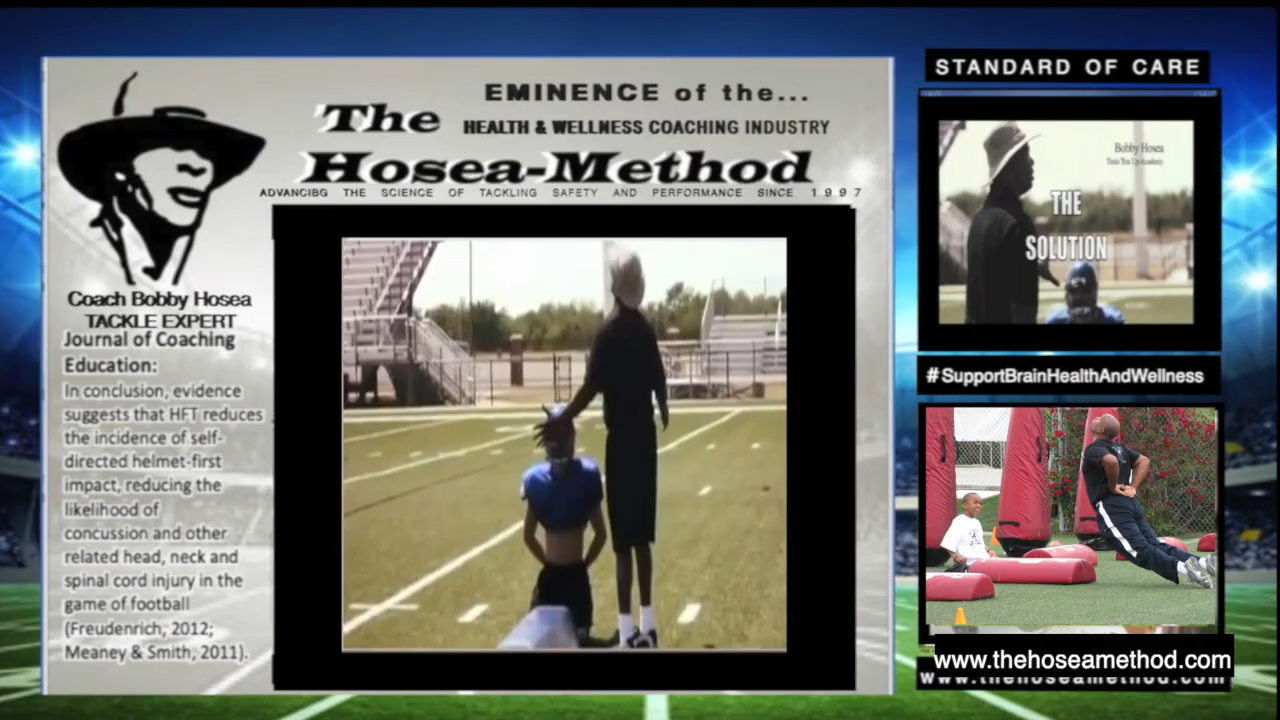 EMINENCE of the...
The
HEALTH & WELLNESS COACHING INDUSTRY
Hosea-Method
ADVANCIBG THE SCIENCE OF TACKLING SAFETY AND PERFORMANCE SINCE 1997
Coach Bobby Hosea
TACKLE EXPERT
Journal of Coaching
Education:
In conclusion, evidence
suggests that HFT reduces
the incidence of self-
directed helmet-first
impact, reducing the
likelihood of
concussion and other
related head, neck and
spinal cord injury in the
game of football
(Freudenrich, 2012;
Meaney & Smith, 2011).
STANDARD OF CARE
Bobby Hosea
Train 'Em Up Academy
THE
SOLUTION
#SupportBrainHealthAndWellness
www.thehoseamethod.com
www.thehoseamethod.com